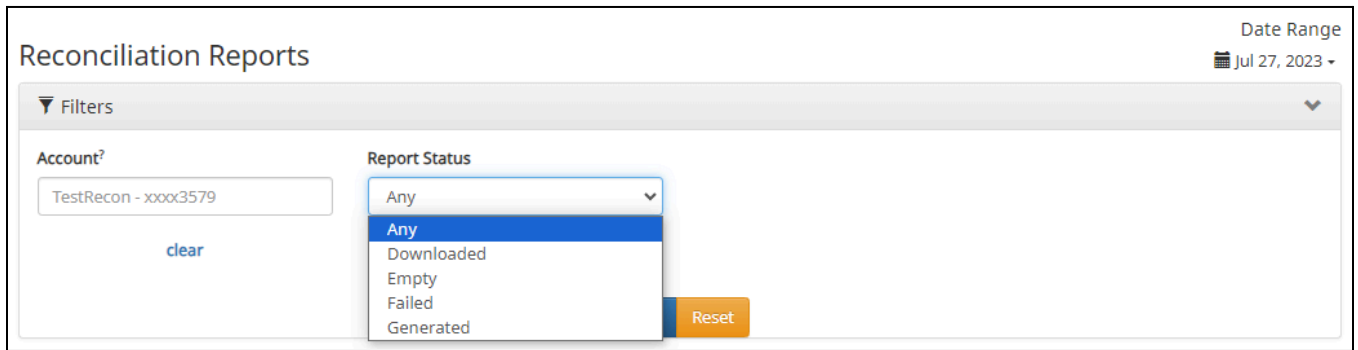 Date Range
Reconciliation Reports
Jul 27, 2023
Filters
Account?
Report Status
TestRecon - xxxx3579
Any
Any
clear
Downloaded
Empty
Failed
Generated
Reset